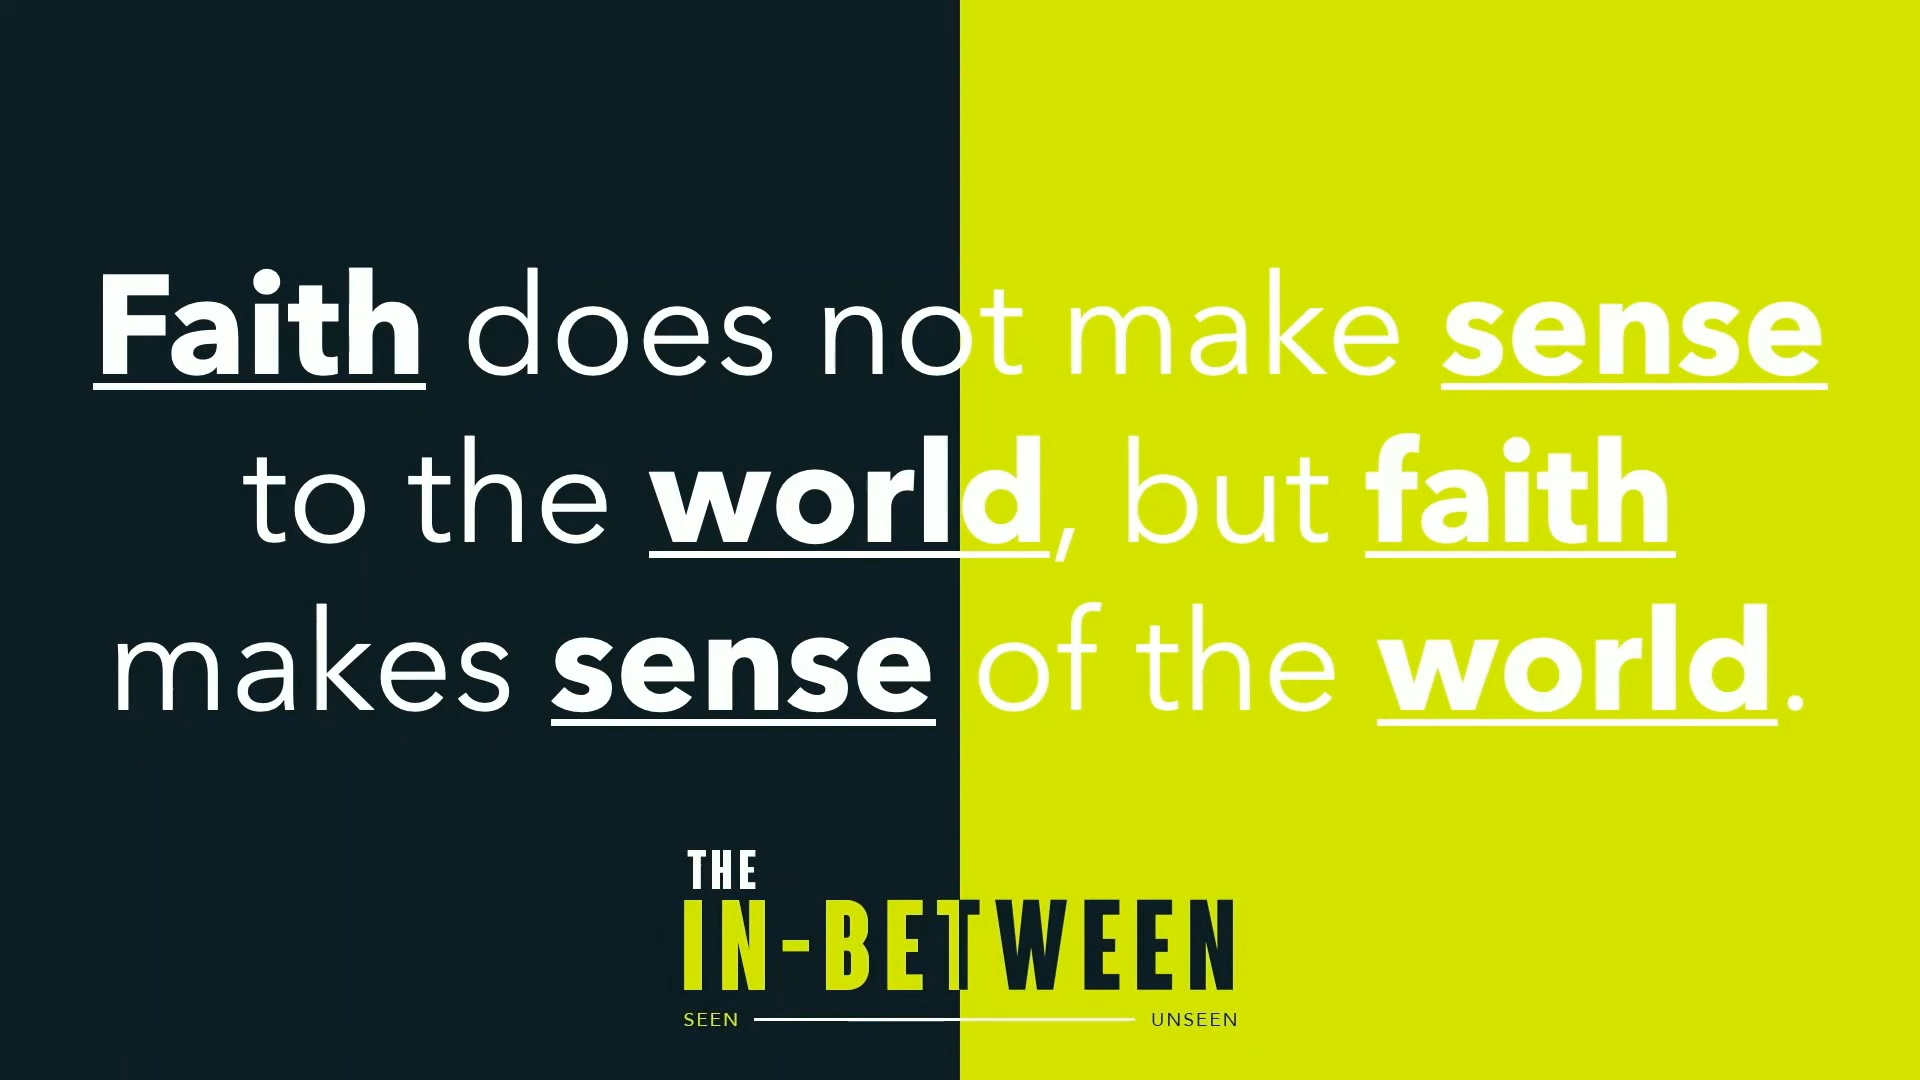 Faith does not make sense
to the world, but faith
makes sense of the world.
THE
IN-BETWEEN
SEEN UNSEEN